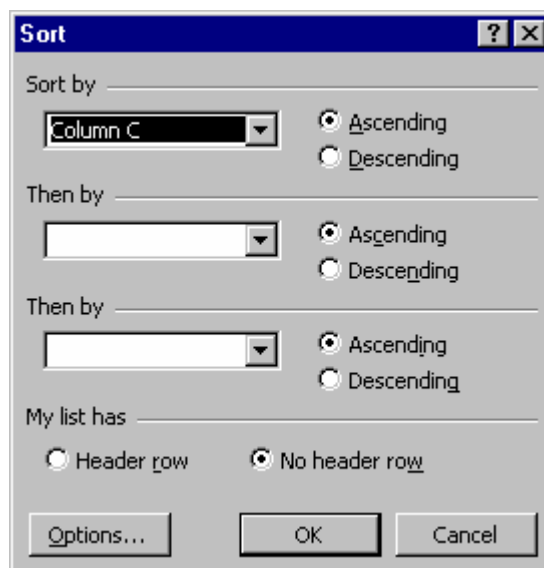 Sort
Sort by
Column C
Ascending
Descending
Then by
Ascending
Descending
Then by
Ascending
Descending
My list has
Header row
No header row
Options...
OK
Cancel